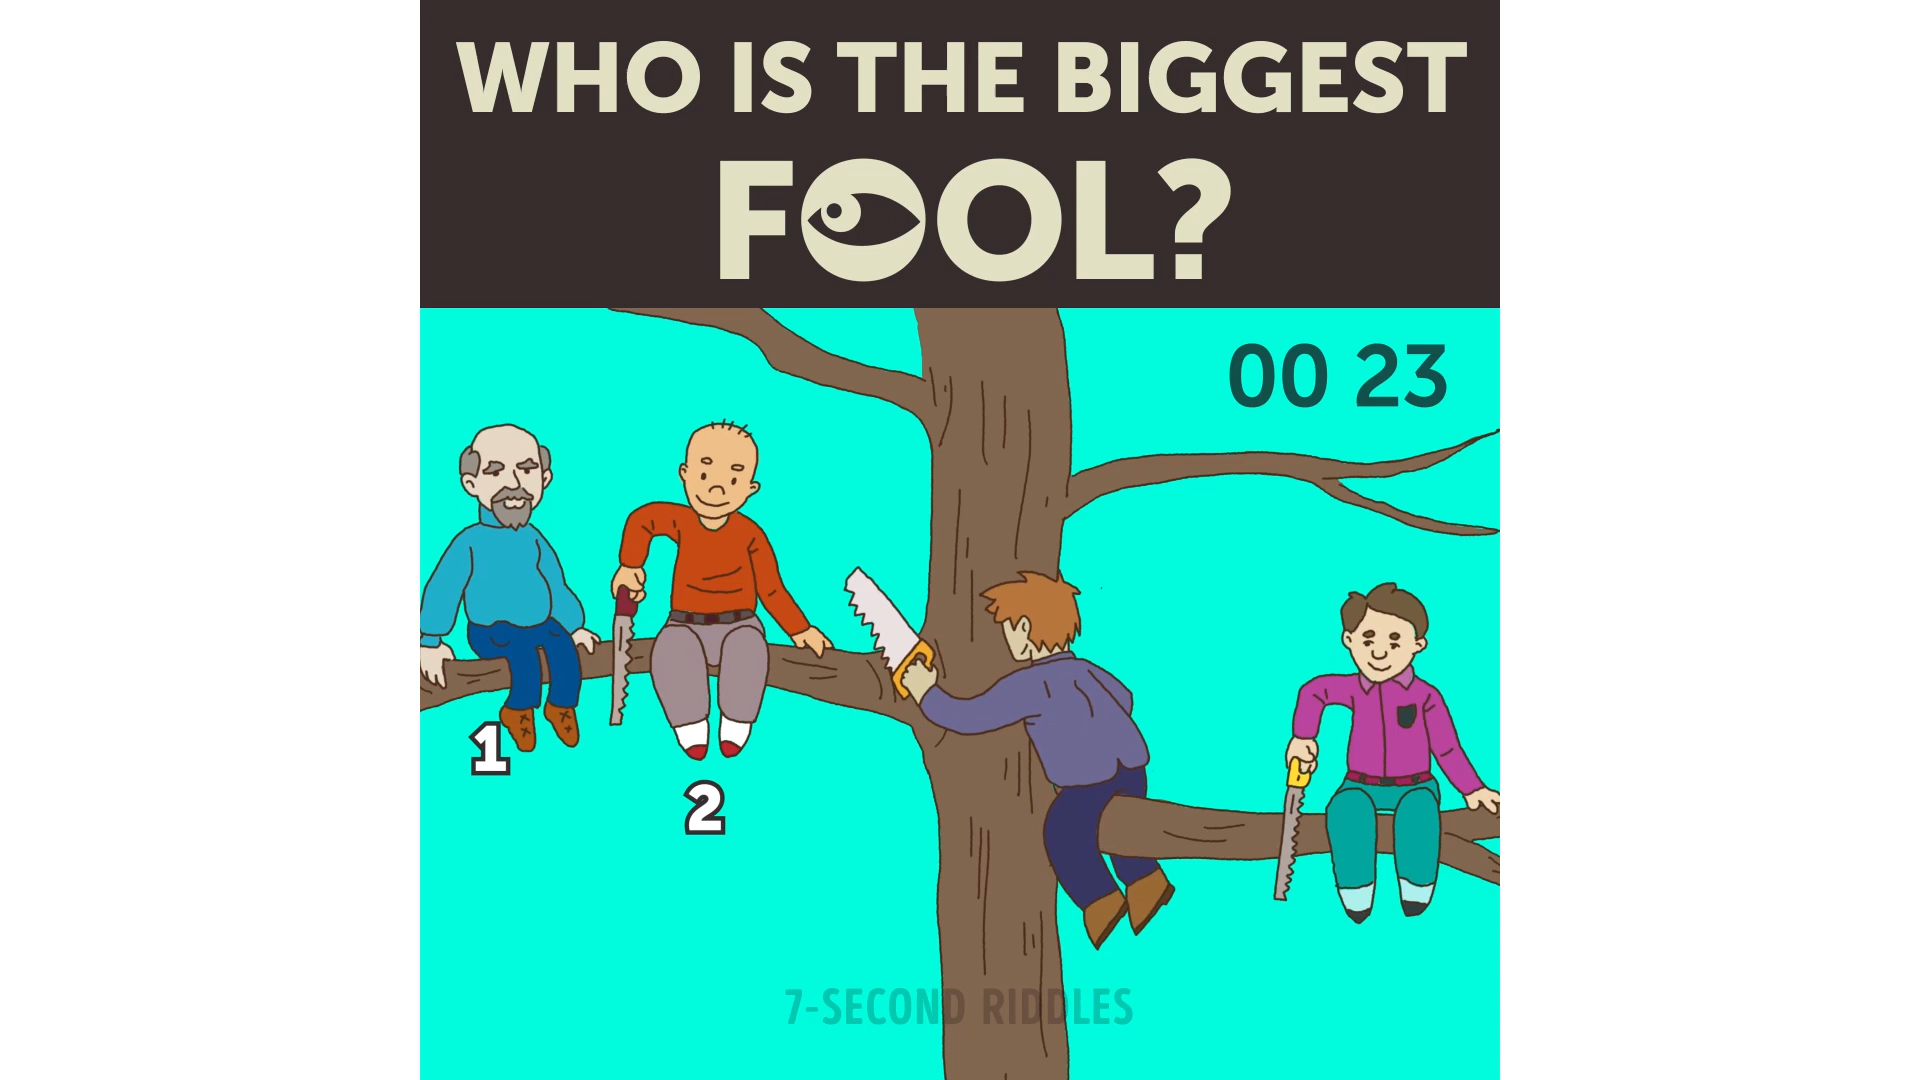 WHO IS THE BIGGEST
FOOL?
00 23
1
2
7-SECOND RIDDLES